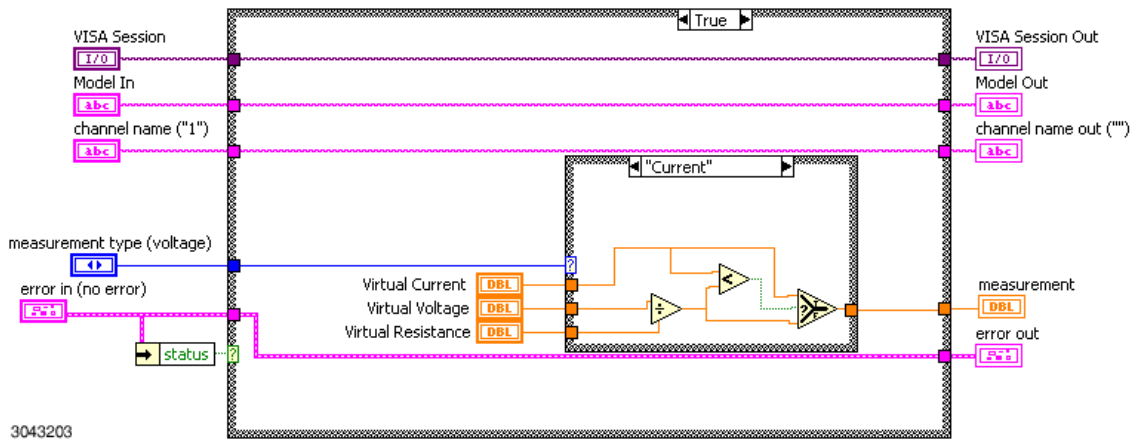 True
VISA Session
I/O
VISA Session Out
I/O
Model In
abc
Model Out
abc
channel name ("1")
abc
channel name out ("")
abc
"Current"
measurement type (voltage)
?
Virtual Current
DBL
Virtual Voltage
DBL
Virtual Resistance
DBL
<
÷
?
T
F
measurement
DBL
error in (no error)
error out
status
?
3043203